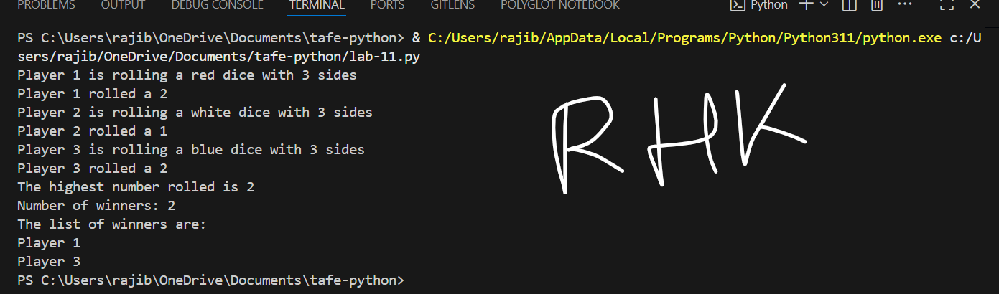 PROBLEMS OUTPUT DEBUG CONSOLE TERMINAL PORTS GITLENS POLYGLOT NOTEBOOK Python
PS C:\Users\rajib\OneDrive\Documents\tafe-python> & C:/Users/rajib/AppData/Local/Programs/Python/Python311/python.exe c:/U
sers/rajib/OneDrive/Documents/tafe-python/lab-11.py
Player 1 is rolling a red dice with 3 sides
Player 1 rolled a 2
Player 2 is rolling a white dice with 3 sides
Player 2 rolled a 1
Player 3 is rolling a blue dice with 3 sides
Player 3 rolled a 2
RHK
The highest number rolled is 2
Number of winners: 2
The list of winners are:
Player 1
Player 3
PS C:\Users\rajib\OneDrive\Documents\tafe-python>